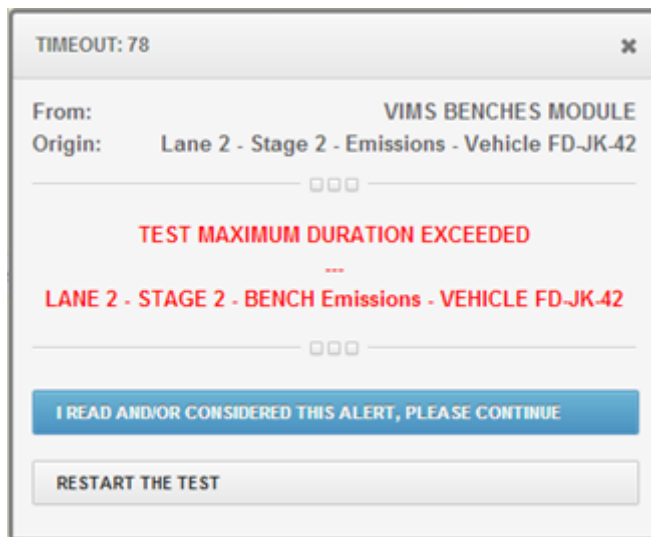 TIMEOUT: 78
From: VIMS BENCHES MODULE
Origin: Lane 2 - Stage 2 - Emissions - Vehicle FD-JK-42
TEST MAXIMUM DURATION EXCEEDED
---
LANE 2 - STAGE 2 - BENCH Emissions - VEHICLE FD-JK-42
I READ AND/OR CONSIDERED THIS ALERT, PLEASE CONTINUE
RESTART THE TEST